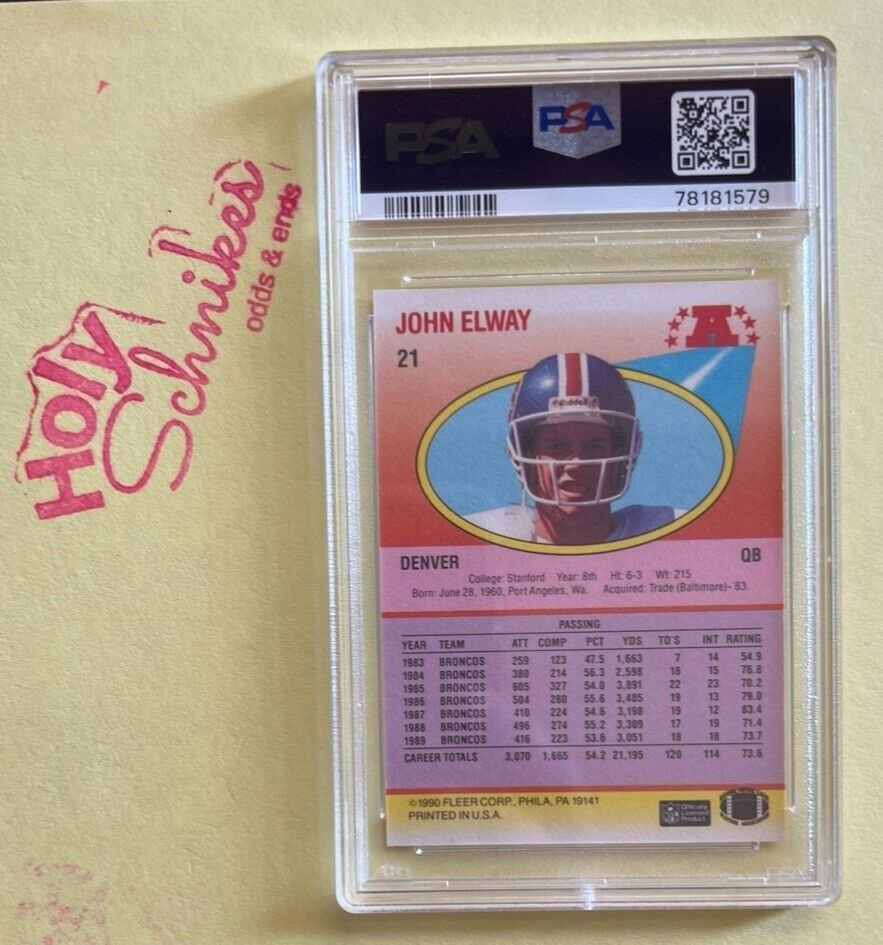 Holy
Schnikes
odds & ends
PSA
PSA
78181579
JOHN ELWAY
A
21
Riddell
DENVER
QB
College: Stanford Year: 8th Ht: 6-3 Wt: 215
Born: June 28, 1960, Port Angeles, Wa. Acquired: Trade (Baltimore)-'83.
PASSING
YEAR TEAM ATT COMP PCT YDS TD'S INT RATING
1983 BRONCOS 259 123 47.5 1,663 7 14 54.9
1984 BRONCOS 380 214 56.3 2,598 18 15 76.8
1985 BRONCOS 605 327 54.0 3,891 22 23 70.2
1986 BRONCOS 504 280 55.6 3,485 19 13 79.0
1987 BRONCOS 410 224 54.6 3,198 19 12 83.4
1988 BRONCOS 496 274 55.2 3,309 17 19 71.4
1989 BRONCOS 416 223 53.6 3,051 18 18 73.7
CAREER TOTALS 3,070 1,665 54.2 21,195 120 114 73.6
©1990 FLEER CORP., PHILA, PA 19141
PRINTED IN U.S.A.
NFL
Officially
Licensed
Product